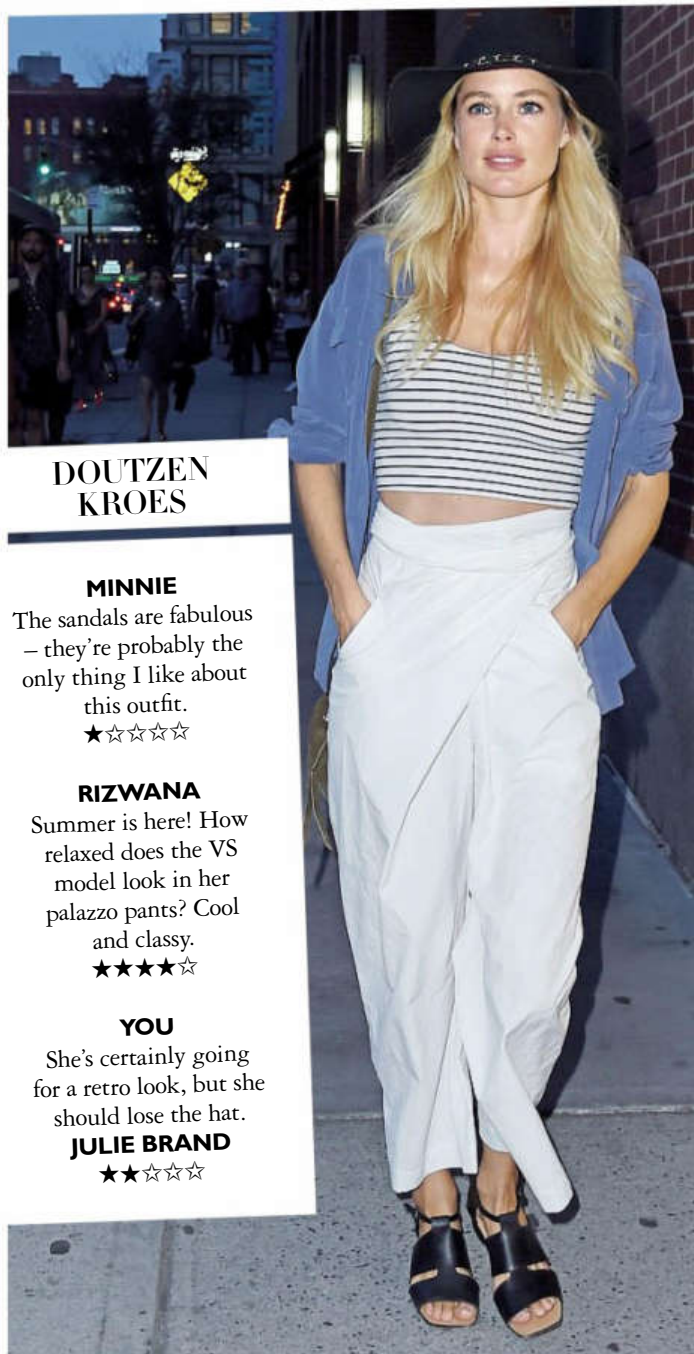 DOUTZEN
KROES
MINNIE
The sandals are fabulous
– they're probably the
only thing I like about
this outfit.
★☆☆☆☆
RIZWANA
Summer is here! How
relaxed does the VS
model look in her
palazzo pants? Cool
and classy.
★★★★☆
YOU
She's certainly going
for a retro look, but she
should lose the hat.
JULIE BRAND
★★☆☆☆